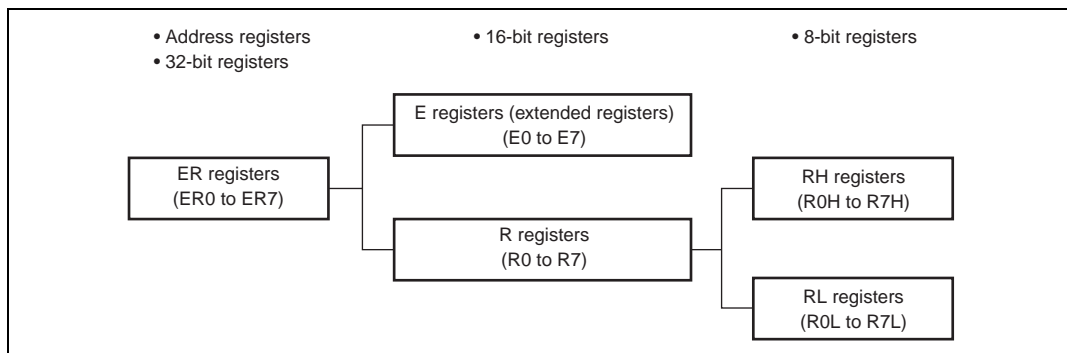 • Address registers
• 32-bit registers
• 16-bit registers
• 8-bit registers
E registers (extended registers)
(E0 to E7)
ER registers
(ER0 to ER7)
RH registers
(R0H to R7H)
R registers
(R0 to R7)
RL registers
(R0L to R7L)